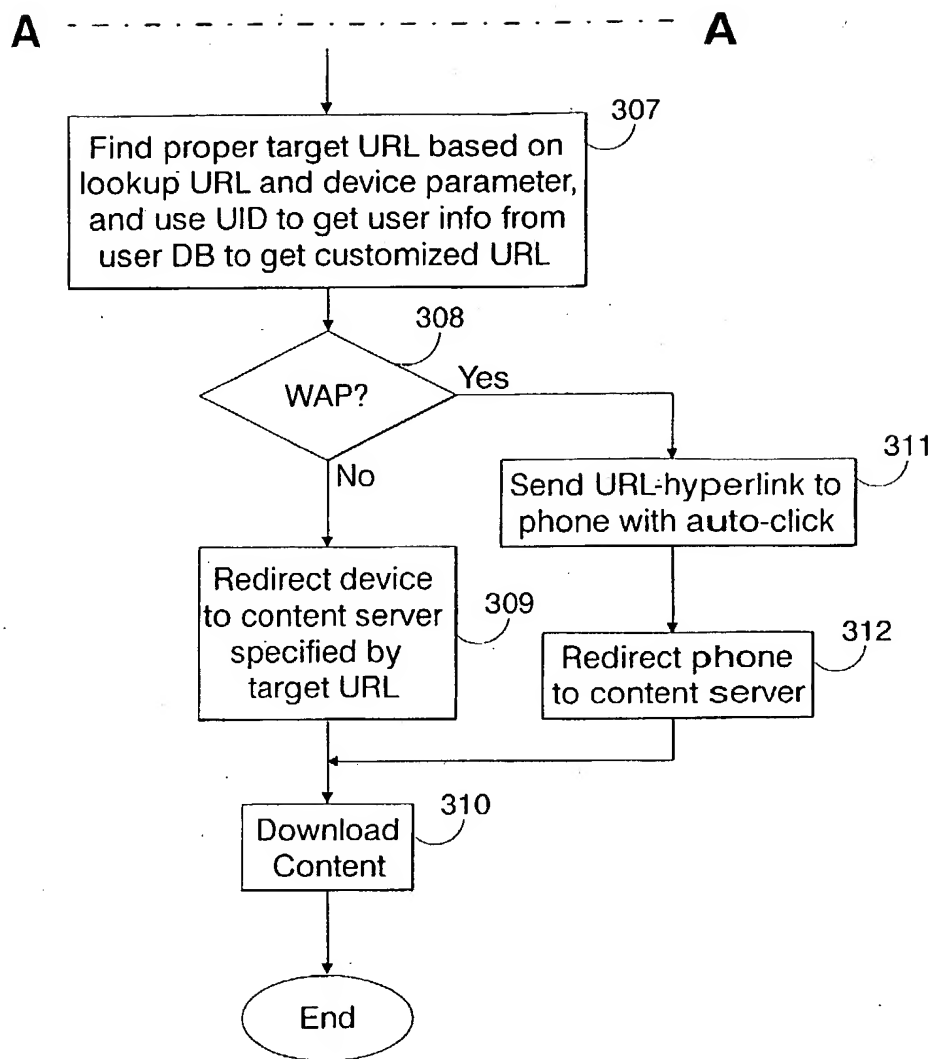 A
A
307
Find proper target URL based on
lookup URL and device parameter,
and use UID to get user info from
user DB to get customized URL
308
WAP?
Yes
No
311
Send URL-hyperlink to
phone with auto-click
Redirect device
to content server
specified by
target URL
309
312
Redirect phone
to content server
310
Download
Content
End